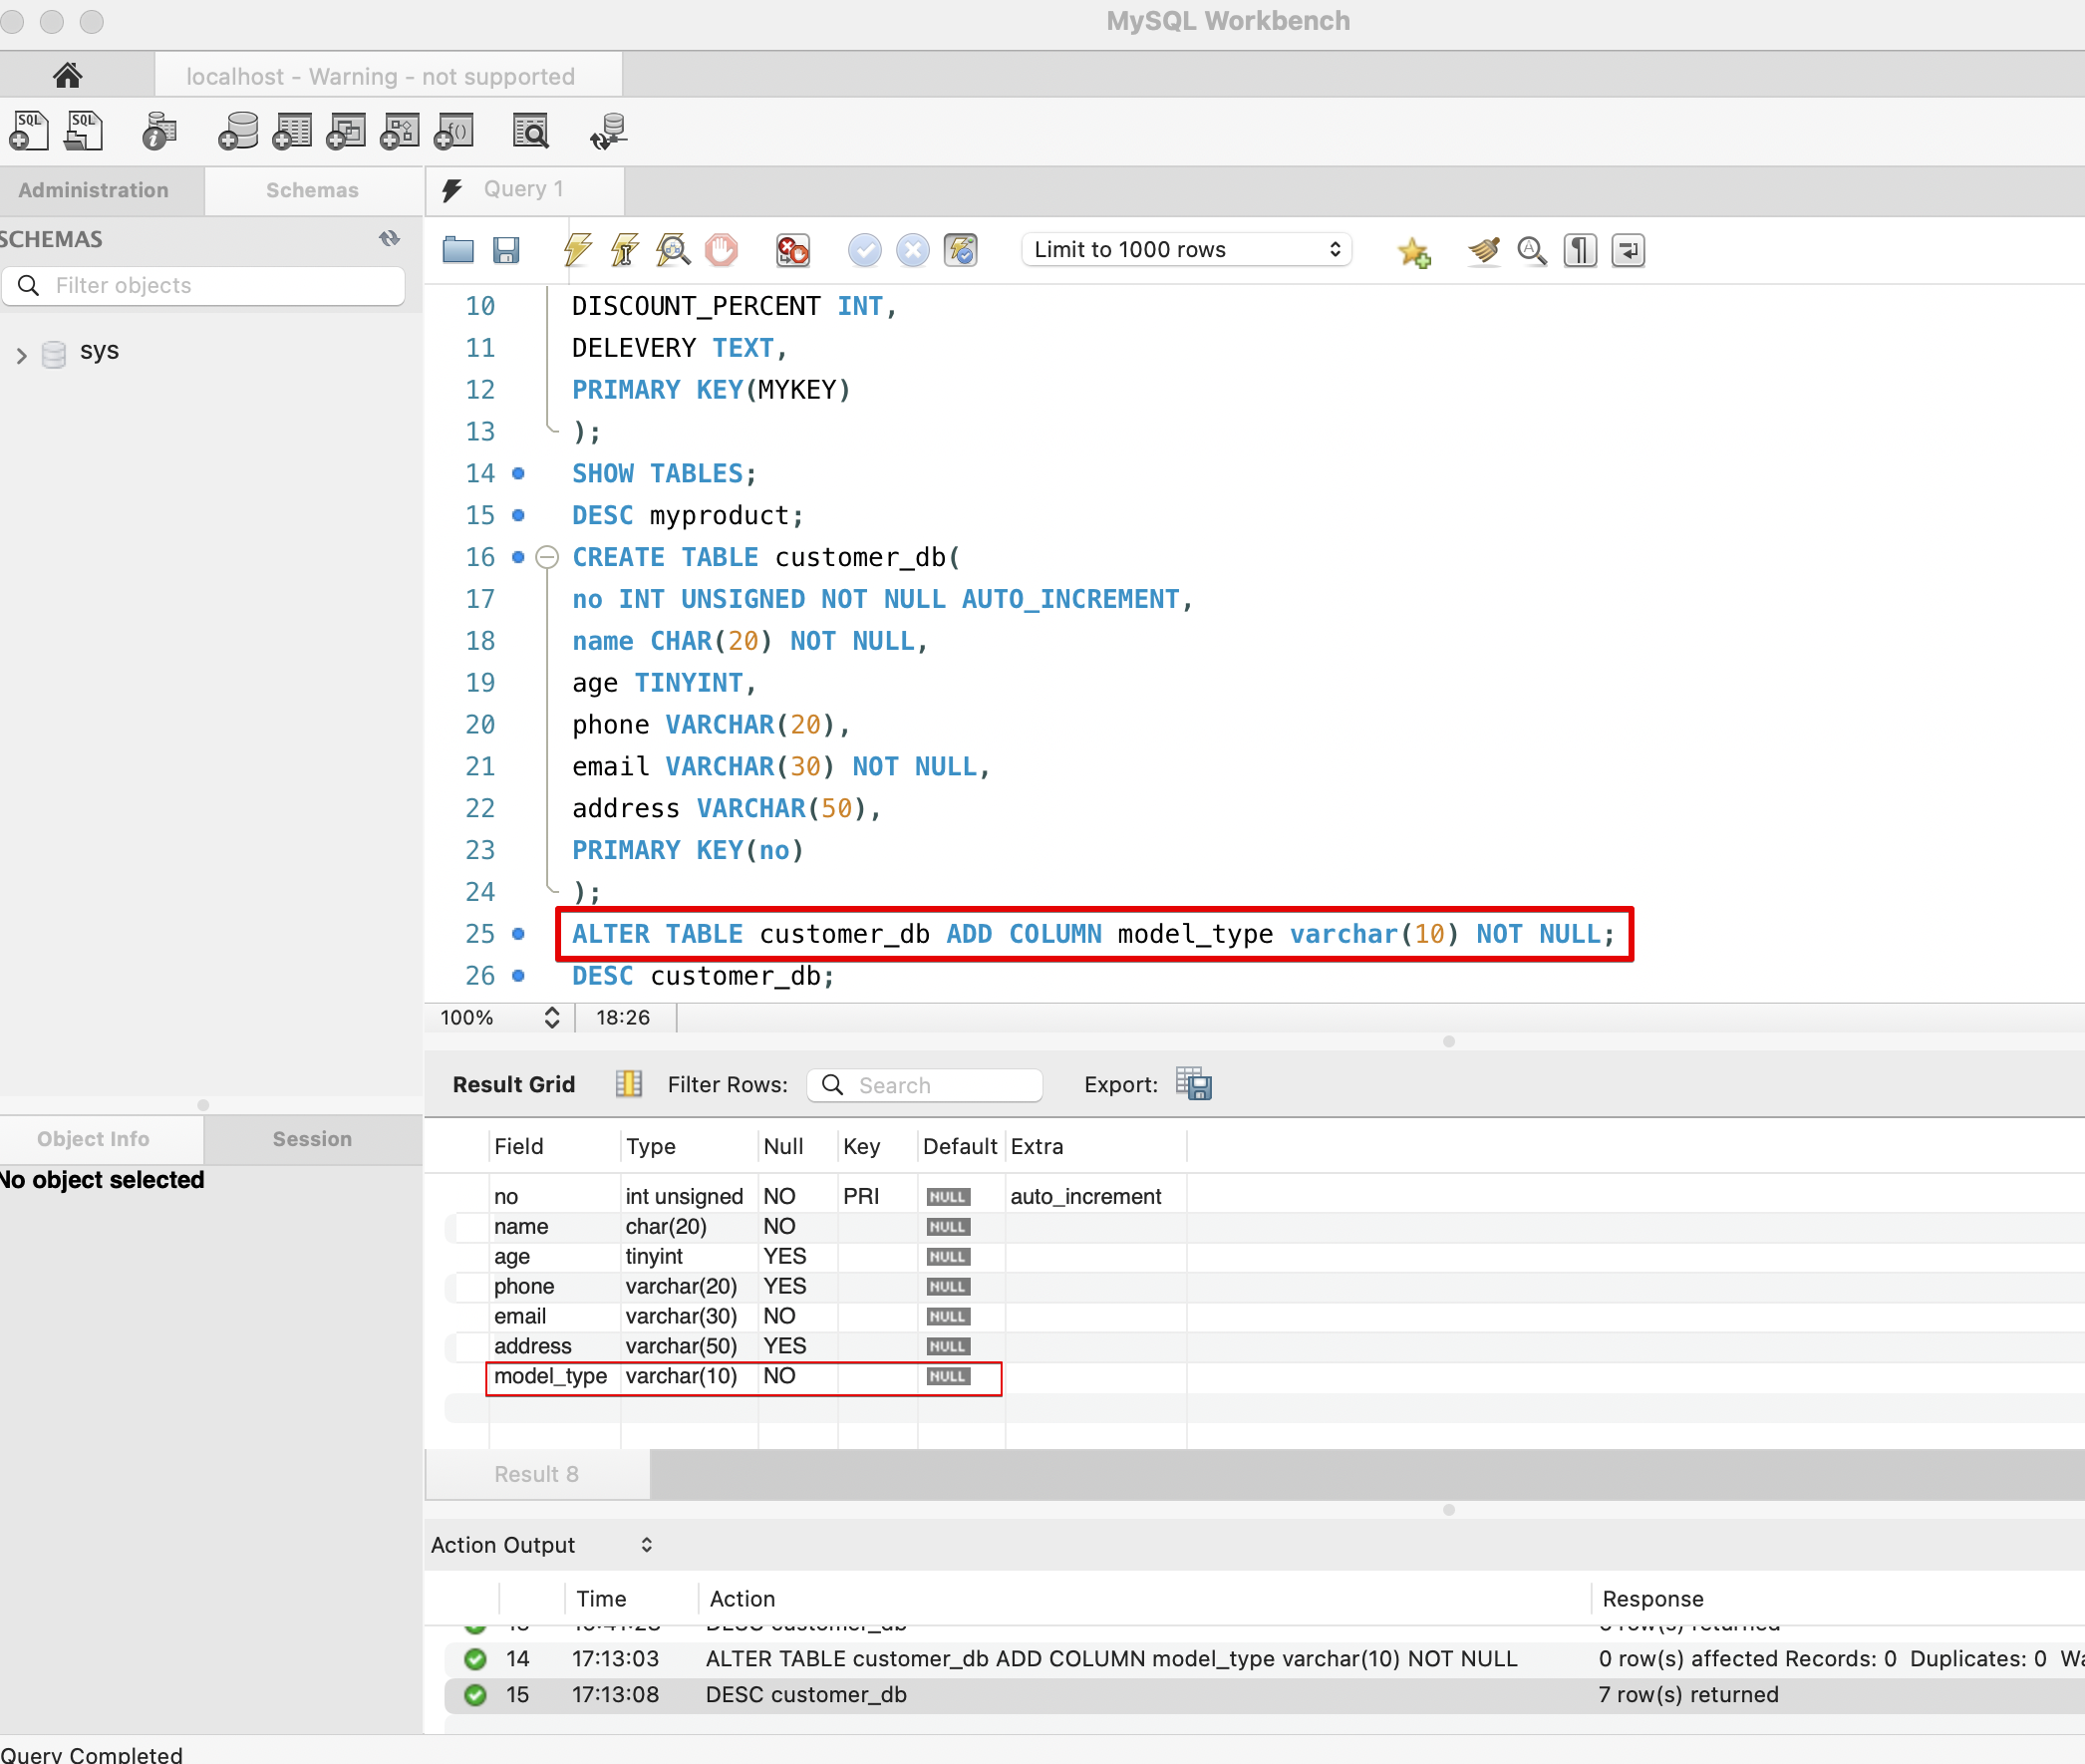 MySQL Workbench
localhost - Warning - not supported
SQL SQL
Administration Schemas
Query 1
SCHEMAS
Limit to 1000 rows
Filter objects
sys
10 DISCOUNT_PERCENT INT,
11 DELEVERY TEXT,
12 PRIMARY KEY(MYKEY)
13 );
14 SHOW TABLES;
15 DESC myproduct;
16 CREATE TABLE customer_db(
17 no INT UNSIGNED NOT NULL AUTO_INCREMENT,
18 name CHAR(20) NOT NULL,
19 age TINYINT,
20 phone VARCHAR(20),
21 email VARCHAR(30) NOT NULL,
22 address VARCHAR(50),
23 PRIMARY KEY(no)
24 );
25 ALTER TABLE customer_db ADD COLUMN model_type varchar(10) NOT NULL;
26 DESC customer_db;
100% 18:26
Result Grid Filter Rows: Search Export:
Object Info Session
No object selected
Field Type Null Key Default Extra
no int unsigned NO PRI NULL auto_increment
name char(20) NO NULL
age tinyint YES NULL
phone varchar(20) YES NULL
email varchar(30) NO NULL
address varchar(50) YES NULL
model_type varchar(10) NO NULL
Result 8
Action Output
Time Action Response
DESC customer_db row(s) returned
14 17:13:03 ALTER TABLE customer_db ADD COLUMN model_type varchar(10) NOT NULL 0 row(s) affected Records: 0 Duplicates: 0 Wa
15 17:13:08 DESC customer_db 7 row(s) returned
Query Completed